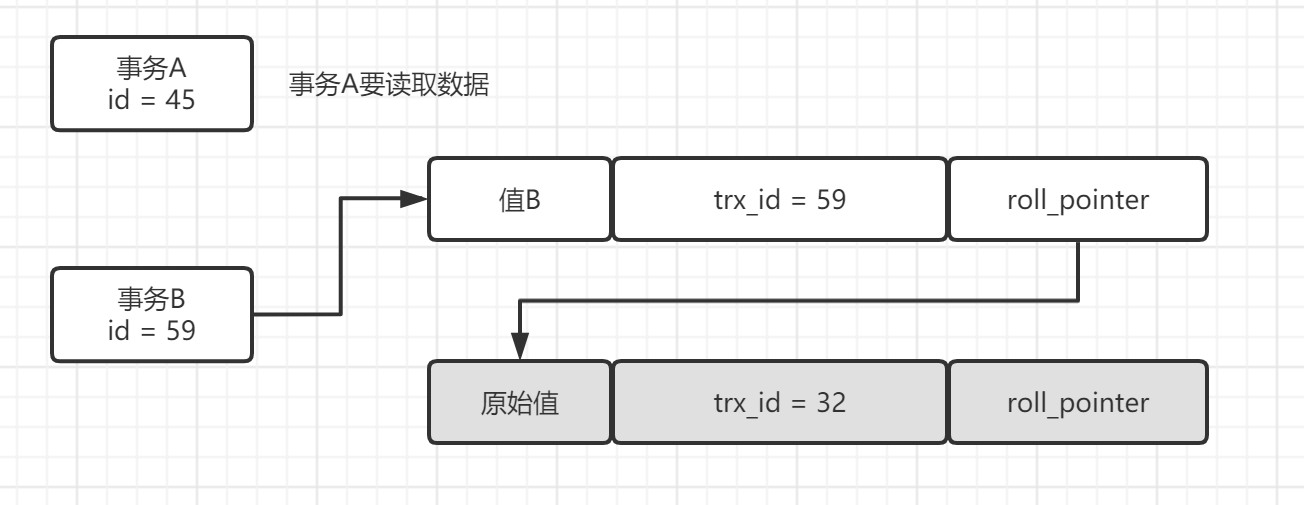 事务A
id = 45
事务A要读取数据
值B
trx_id = 59
roll_pointer
事务B
id = 59
原始值
trx_id = 32
roll_pointer